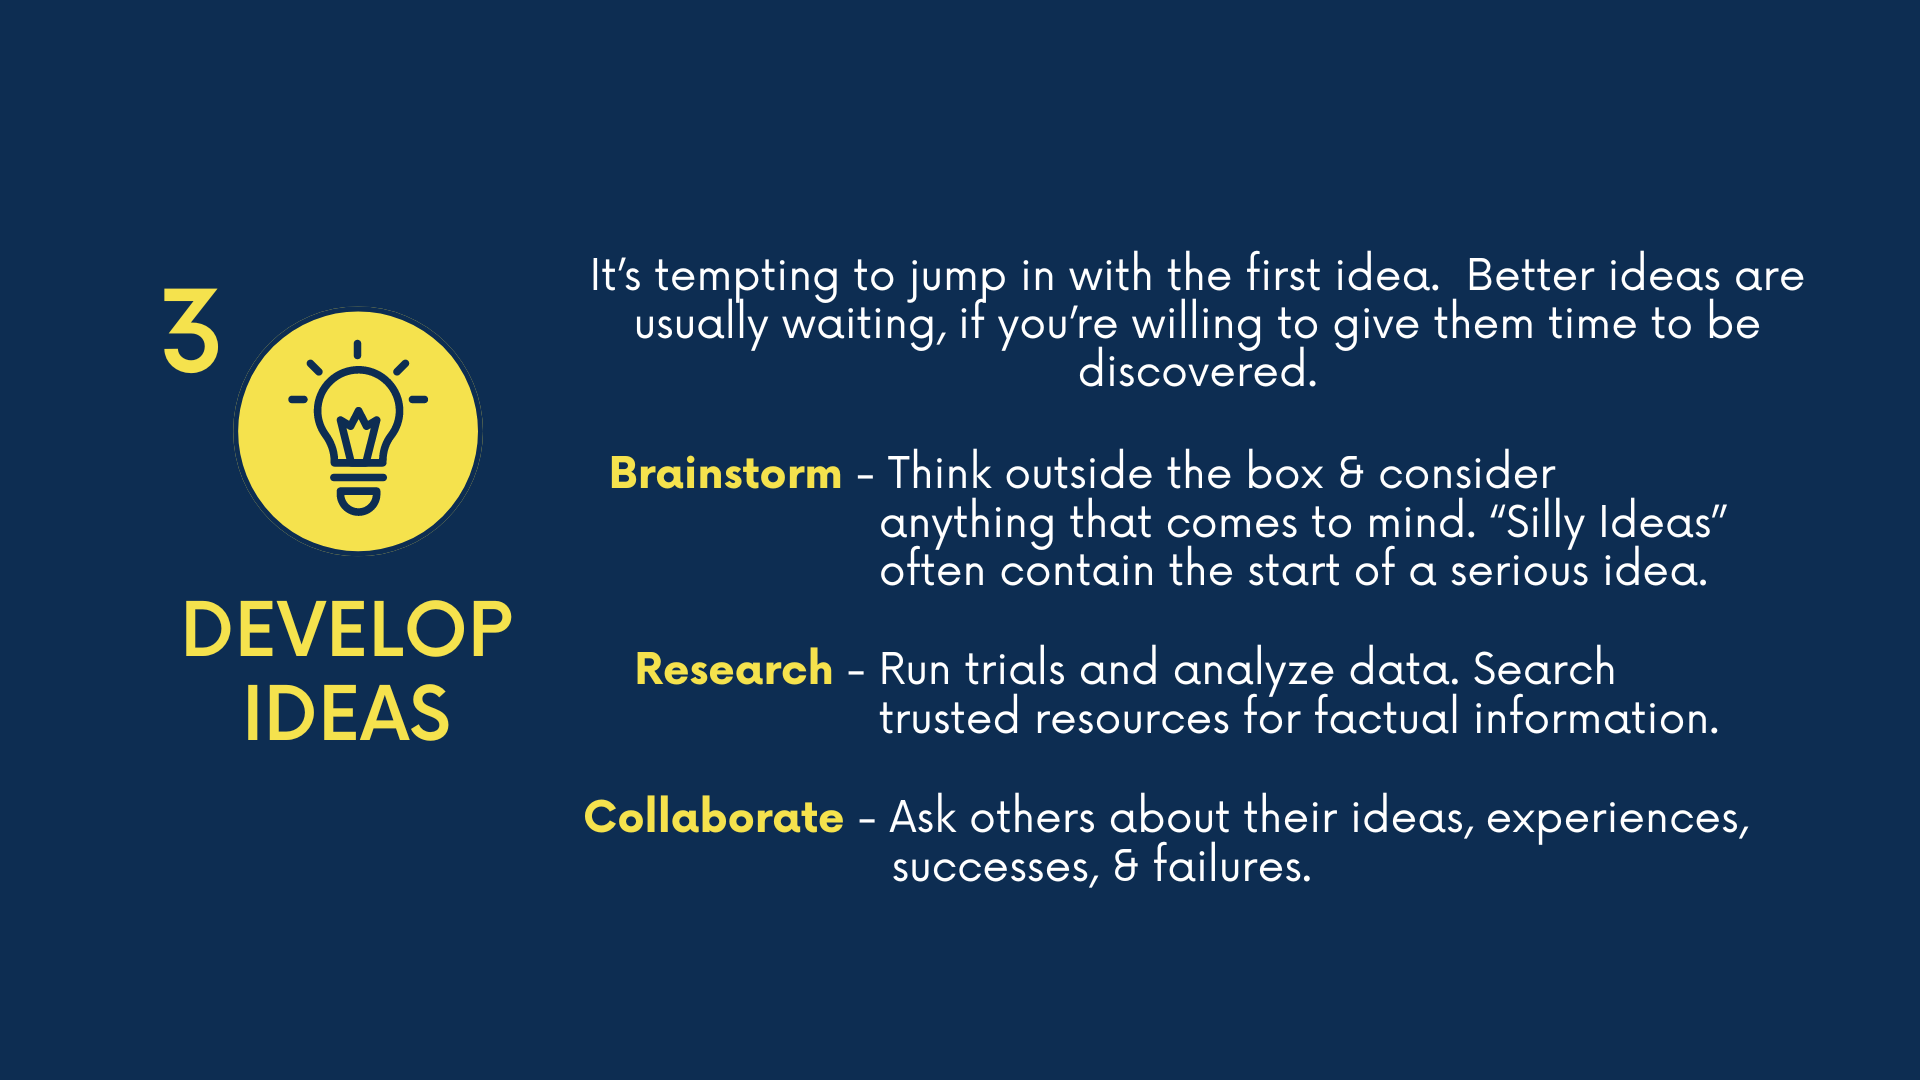 3
DEVELOP
IDEAS
It’s tempting to jump in with the first idea.  Better ideas are
usually waiting, if you’re willing to give them time to be
discovered.
Brainstorm - Think outside the box & consider
anything that comes to mind. “Silly Ideas”
often contain the start of a serious idea.
Research - Run trials and analyze data. Search
trusted resources for factual information.
Collaborate - Ask others about their ideas, experiences,
successes, & failures.